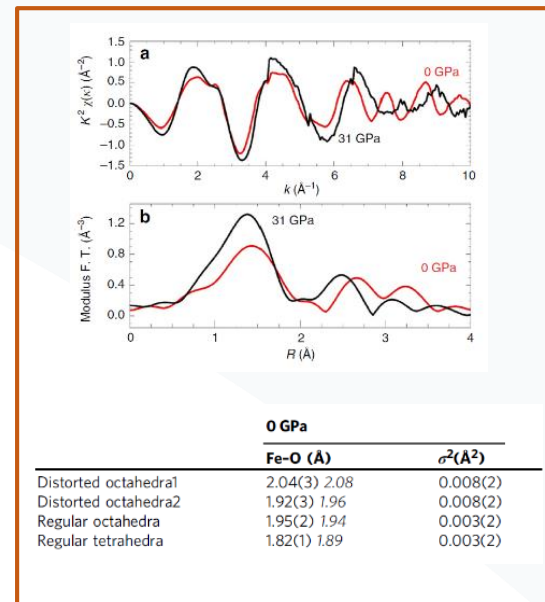 a
0 GPa
31 GPa
K² χ(κ) (Å⁻²)
1.5
1.0
0.5
0.0
−0.5
−1.0
−1.5
0 2 4 6 8 10
k (Å⁻¹)
b
31 GPa
0 GPa
Modulus F. T. (Å⁻³)
1.2
0.8
0.4
0.0
0 1 2 3 4
R (Å)
0 GPa
Fe-O (Å) σ²(Å²)
Distorted octahedra1 2.04(3) 2.08 0.008(2)
Distorted octahedra2 1.92(3) 1.96 0.008(2)
Regular octahedra 1.95(2) 1.94 0.003(2)
Regular tetrahedra 1.82(1) 1.89 0.003(2)